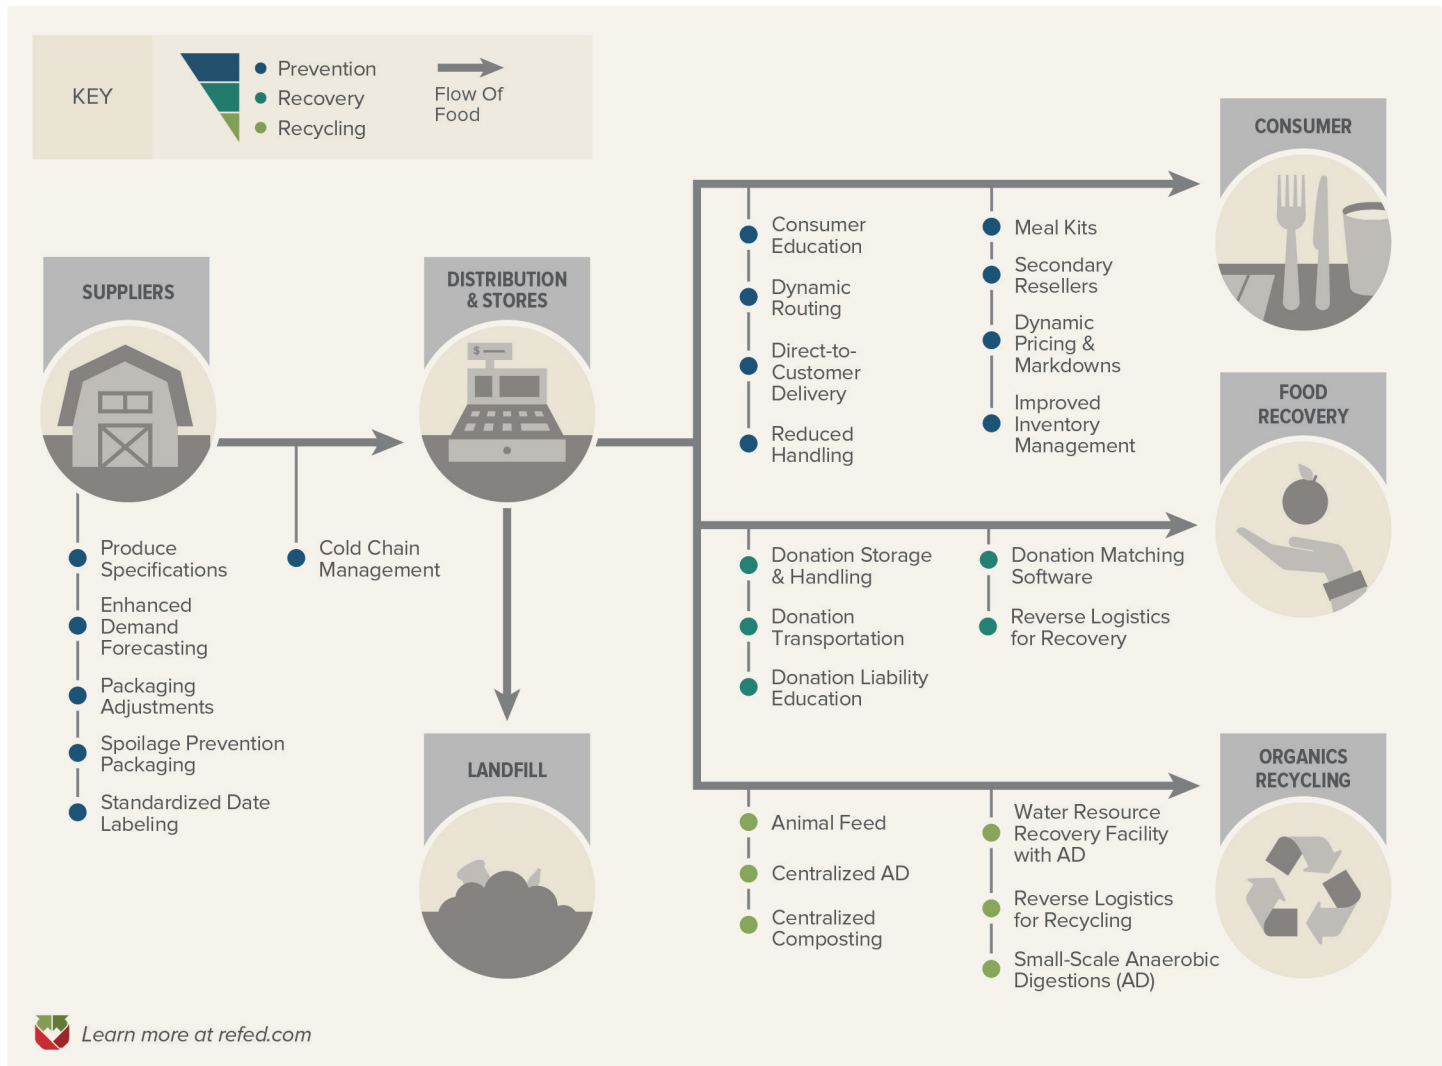 KEY
Prevention
Recovery
Recycling
Flow Of
Food
SUPPLIERS
Produce
Specifications
Enhanced
Demand
Forecasting
Packaging
Adjustments
Spoilage Prevention
Packaging
Standardized Date
Labeling
Cold Chain
Management
DISTRIBUTION
& STORES
$
LANDFILL
Consumer
Education
Dynamic
Routing
Direct-to-
Customer
Delivery
Reduced
Handling
Meal Kits
Secondary
Resellers
Dynamic
Pricing &
Markdowns
Improved
Inventory
Management
CONSUMER
Donation Storage
& Handling
Donation
Transportation
Donation Liability
Education
Donation Matching
Software
Reverse Logistics
for Recovery
FOOD
RECOVERY
Animal Feed
Centralized AD
Centralized
Composting
Water Resource
Recovery Facility
with AD
Reverse Logistics
for Recycling
Small-Scale Anaerobic
Digestions (AD)
ORGANICS
RECYCLING
Learn more at refed.com